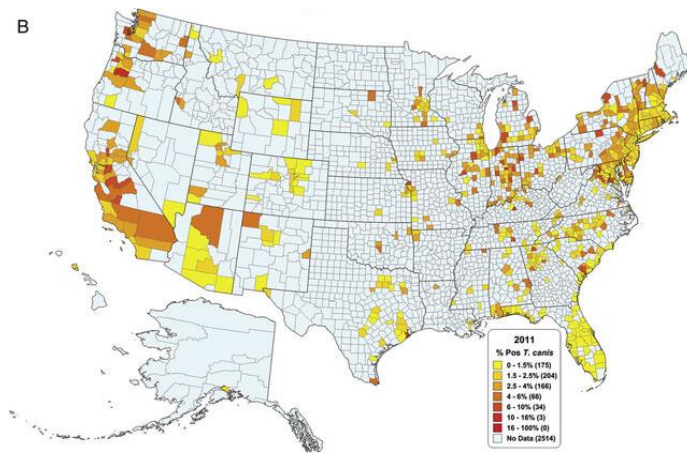 B
2011
% Pos T. canis
0 - 1.5% (175)
1.5 - 2.5% (204)
2.5 - 4% (166)
4 - 6% (66)
6 - 10% (34)
10 - 16% (3)
16 - 100% (0)
No Data (2514)